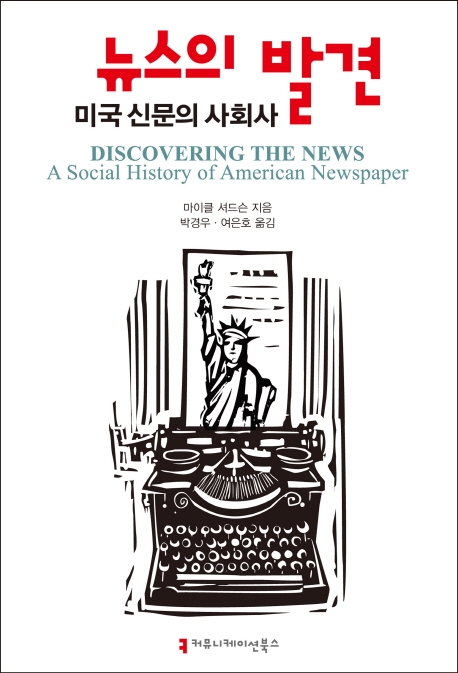 뉴스의 발견
미국 신문의 사회사
DISCOVERING THE NEWS
A Social History of American Newspaper
마이클 셔드슨 지음
박경우 · 여은호 옮김
커뮤니케이션북스